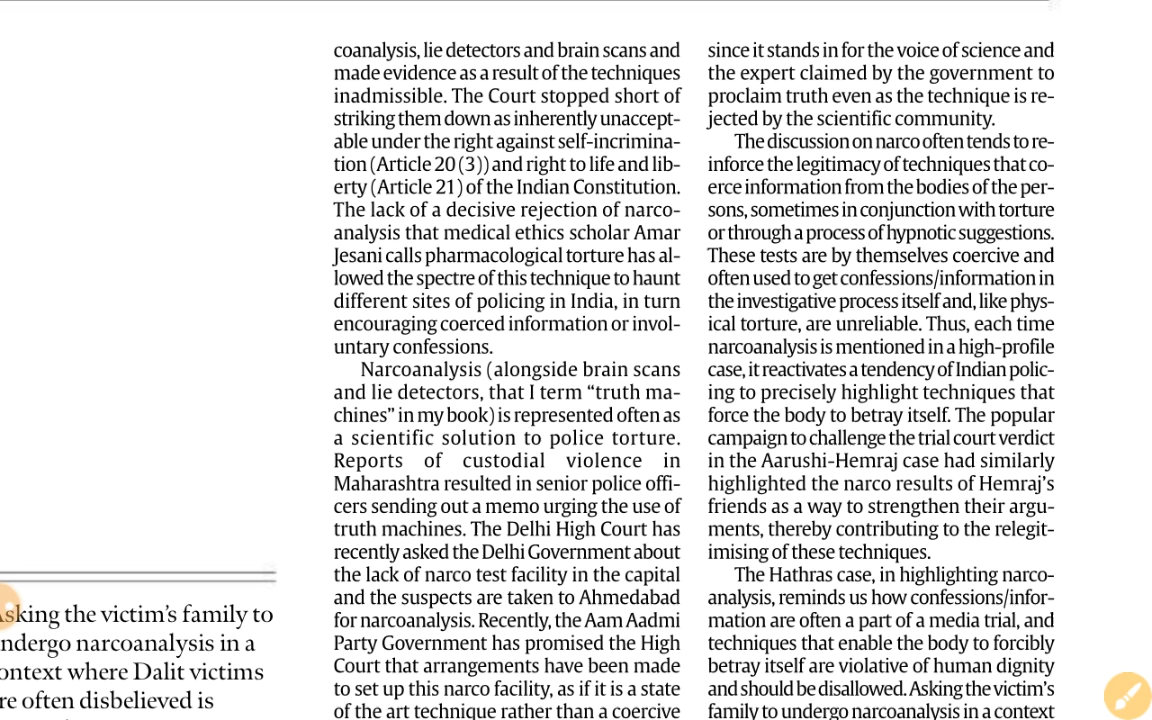 coanalysis, lie detectors and brain scans and
made evidence as a result of the techniques
inadmissible. The Court stopped short of
striking them down as inherently unaccept-
able under the right against self-incrimina-
tion (Article 20 (3)) and right to life and lib-
erty (Article 21) of the Indian Constitution.
The lack of a decisive rejection of narco-
analysis that medical ethics scholar Amar
Jesani calls pharmacological torture has al-
lowed the spectre of this technique to haunt
different sites of policing in India, in turn
encouraging coerced information or invol-
untary confessions.
Narcoanalysis (alongside brain scans
and lie detectors, that I term “truth ma-
chines” in my book) is represented often as
a scientific solution to police torture.
Reports of custodial violence in
Maharashtra resulted in senior police offi-
cers sending out a memo urging the use of
truth machines. The Delhi High Court has
recently asked the Delhi Government about
the lack of narco test facility in the capital
and the suspects are taken to Ahmedabad
for narcoanalysis. Recently, the Aam Aadmi
Party Government has promised the High
Court that arrangements have been made
to set up this narco facility, as if it is a state
of the art technique rather than a coercive
since it stands in for the voice of science and
the expert claimed by the government to
proclaim truth even as the technique is re-
jected by the scientific community.
The discussion on narco often tends to re-
inforce the legitimacy of techniques that co-
erce information from the bodies of the per-
sons, sometimes in conjunction with torture
or through a process of hypnotic suggestions.
These tests are by themselves coercive and
often used to get confessions/information in
the investigative process itself and, like phys-
ical torture, are unreliable. Thus, each time
narcoanalysis is mentioned in a high-profile
case, it reactivates a tendency of Indian polic-
ing to precisely highlight techniques that
force the body to betray itself. The popular
campaign to challenge the trial court verdict
in the Aarushi-Hemraj case had similarly
highlighted the narco results of Hemraj’s
friends as a way to strengthen their argu-
ments, thereby contributing to the relegit-
imising of these techniques.
The Hathras case, in highlighting narco-
analysis, reminds us how confessions/infor-
mation are often a part of a media trial, and
techniques that enable the body to forcibly
betray itself are violative of human dignity
and should be disallowed. Asking the victim’s
family to undergo narcoanalysis in a context
sking the victim’s family to
ndergo narcoanalysis in a
ontext where Dalit victims
re often disbelieved is